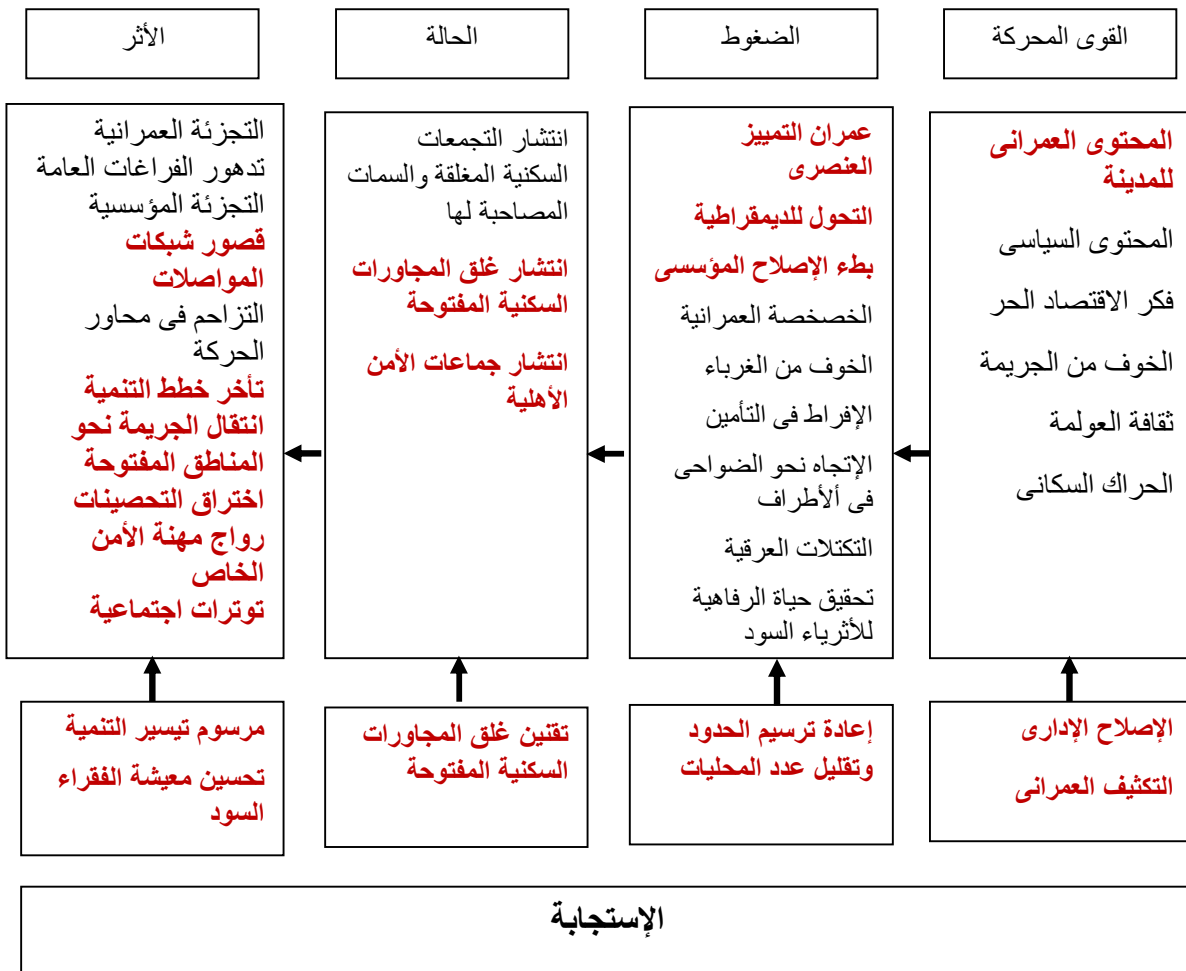 القوى المحركة
الضغوط
الحالة
الأثر
المحتوى العمرانى
للمدينة
المحتوى السياسى
فكر الاقتصاد الحر
الخوف من الجريمة
ثقافة العولمة
الحراك السكانى
عمران التمييز
العنصرى
التحول للديمقراطية
بطء الإصلاح المؤسسى
الخصخصة العمرانية
الخوف من الغرباء
الإفراط فى التأمين
الإتجاه نحو الضواحى
فى ألأطراف
التكتلات العرقية
تحقيق حياة الرفاهية
للأثرياء السود
انتشار التجمعات
السكنية المغلقة والسمات
المصاحبة لها
انتشار غلق المجاورات
السكنية المفتوحة
انتشار جماعات الأمن
الأهلية
التجزئة العمرانية
تدهور الفراغات العامة
التجزئة المؤسسية
قصور شبكات
المواصلات
التزاحم فى محاور
الحركة
تأخر خطط التنمية
انتقال الجريمة نحو
المناطق المفتوحة
اختراق التحصينات
رواج مهنة الأمن
الخاص
توترات اجتماعية
الإصلاح الإدارى
التكثيف العمرانى
إعادة ترسيم الحدود
وتقليل عدد المحليات
تقنين غلق المجاورات
السكنية المفتوحة
مرسوم تيسير التنمية
تحسين معيشة الفقراء
السود
الإستجابة